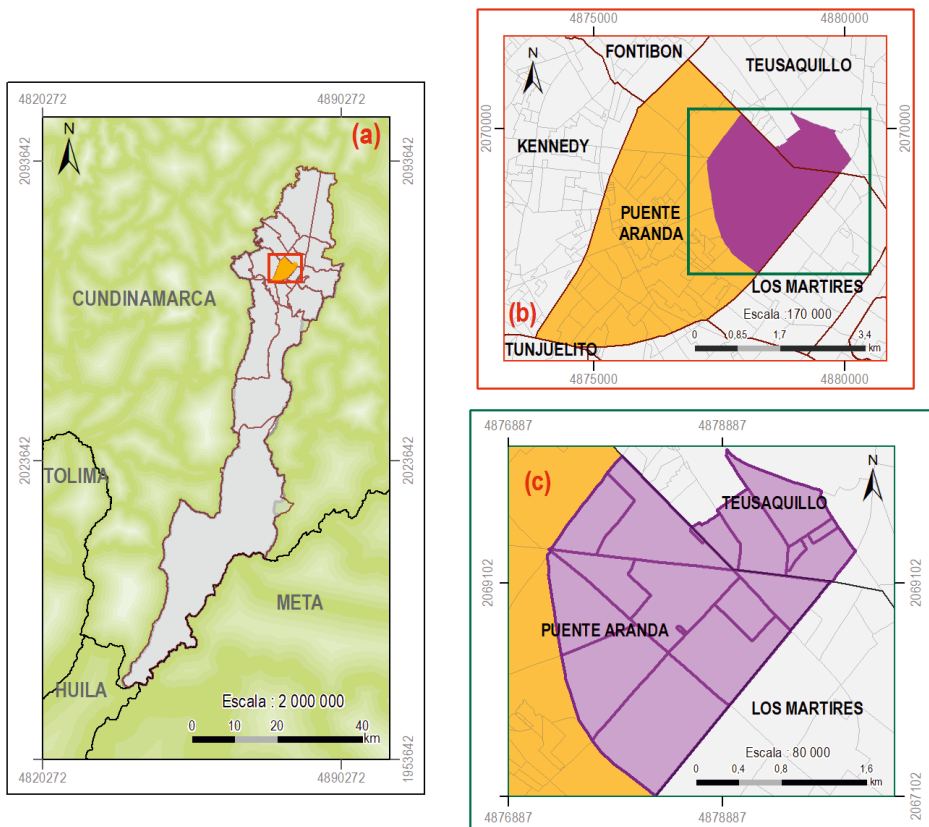 4820272
4890272
N
(a)
2093642
2093642
CUNDINAMARCA
2023642
2023642
TOLIMA
META
HUILA
Escala : 2 000 000
0 10 20 40
km
1953642
4820272
4890272
4875000
4880000
N
FONTIBON
TEUSAQUILLO
2070000
2070000
KENNEDY
PUENTE
ARANDA
LOS MARTIRES
(b)
Escala :170 000
0 0,85 1,7 3,4
km
TUNJUELITO
4875000
4880000
4876887
4878887
(c)
N
TEUSAQUILLO
2069102
2069102
PUENTE ARANDA
LOS MARTIRES
Escala : 80 000
0 0,4 0,8 1,6
km
2067102
4876887
4878887